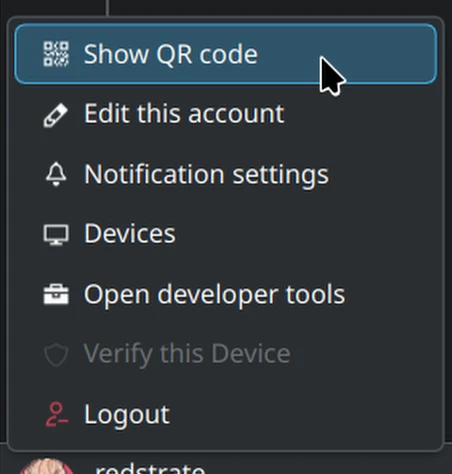 Show QR code
Edit this account
Notification settings
Devices
Open developer tools
Verify this Device
Logout
redstrate